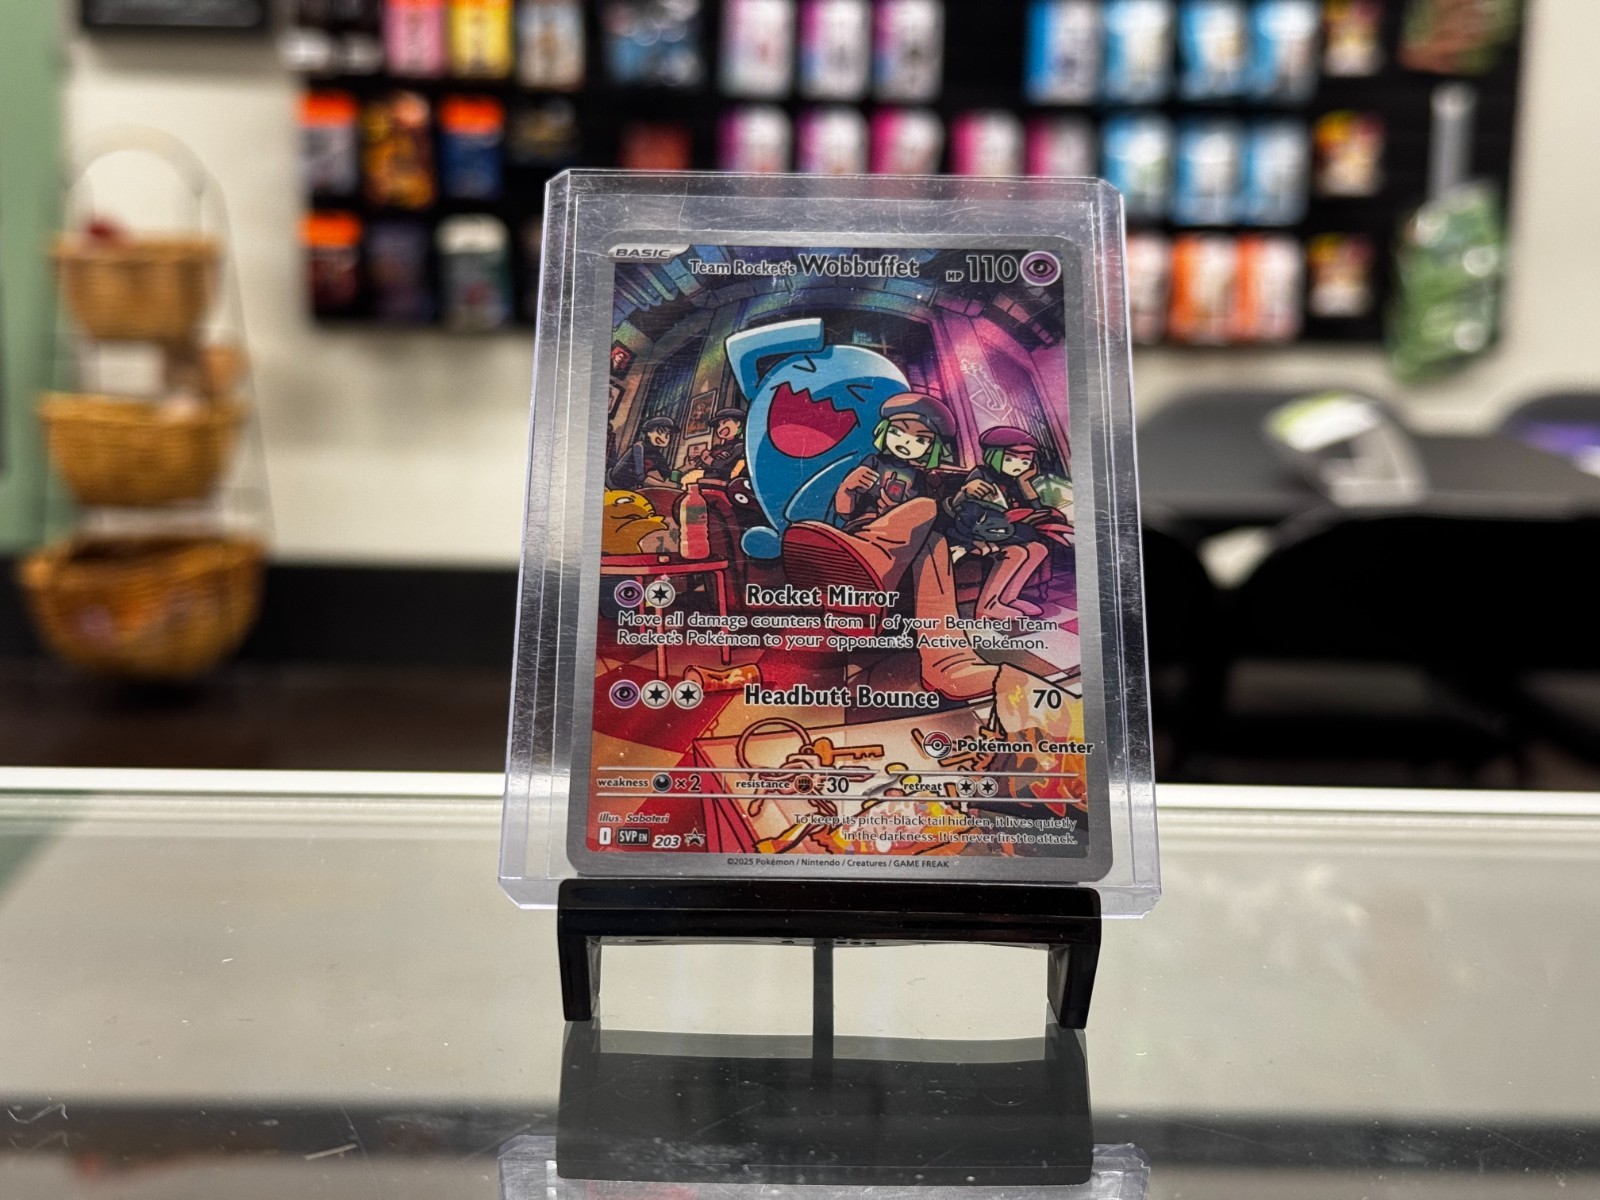 BASIC
Team Rocket's Wobbuffet HP 110
Rocket Mirror
Move all damage counters from 1 of your Benched Team
Rocket's Pokémon to your opponent's Active Pokémon.
Headbutt Bounce 70
Pokémon Center
weakness ×2 resistance -30 retreat
Illus. Saboteri
To keep its pitch-black tail hidden, it lives quietly
in the darkness. It is never first to attack.
I SVP EN 203
©2025 Pokémon / Nintendo / Creatures / GAME FREAK